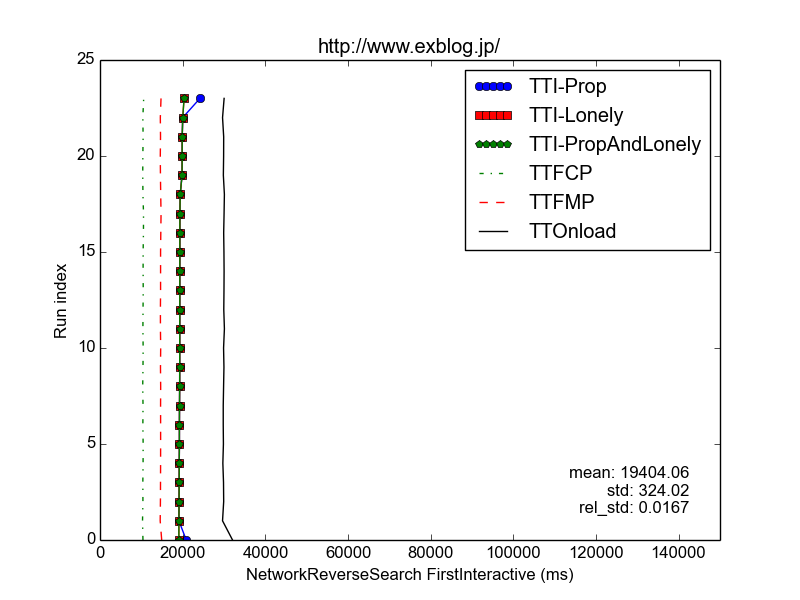 http://www.exblog.jp/
25
20
15
10
5
0
Run index
TTI-Prop
TTI-Lonely
TTI-PropAndLonely
TTFCP
TTFMP
TTOnload
mean: 19404.06
std: 324.02
rel_std: 0.0167
0 20000 40000 60000 80000 100000 120000 140000
NetworkReverseSearch FirstInteractive (ms)